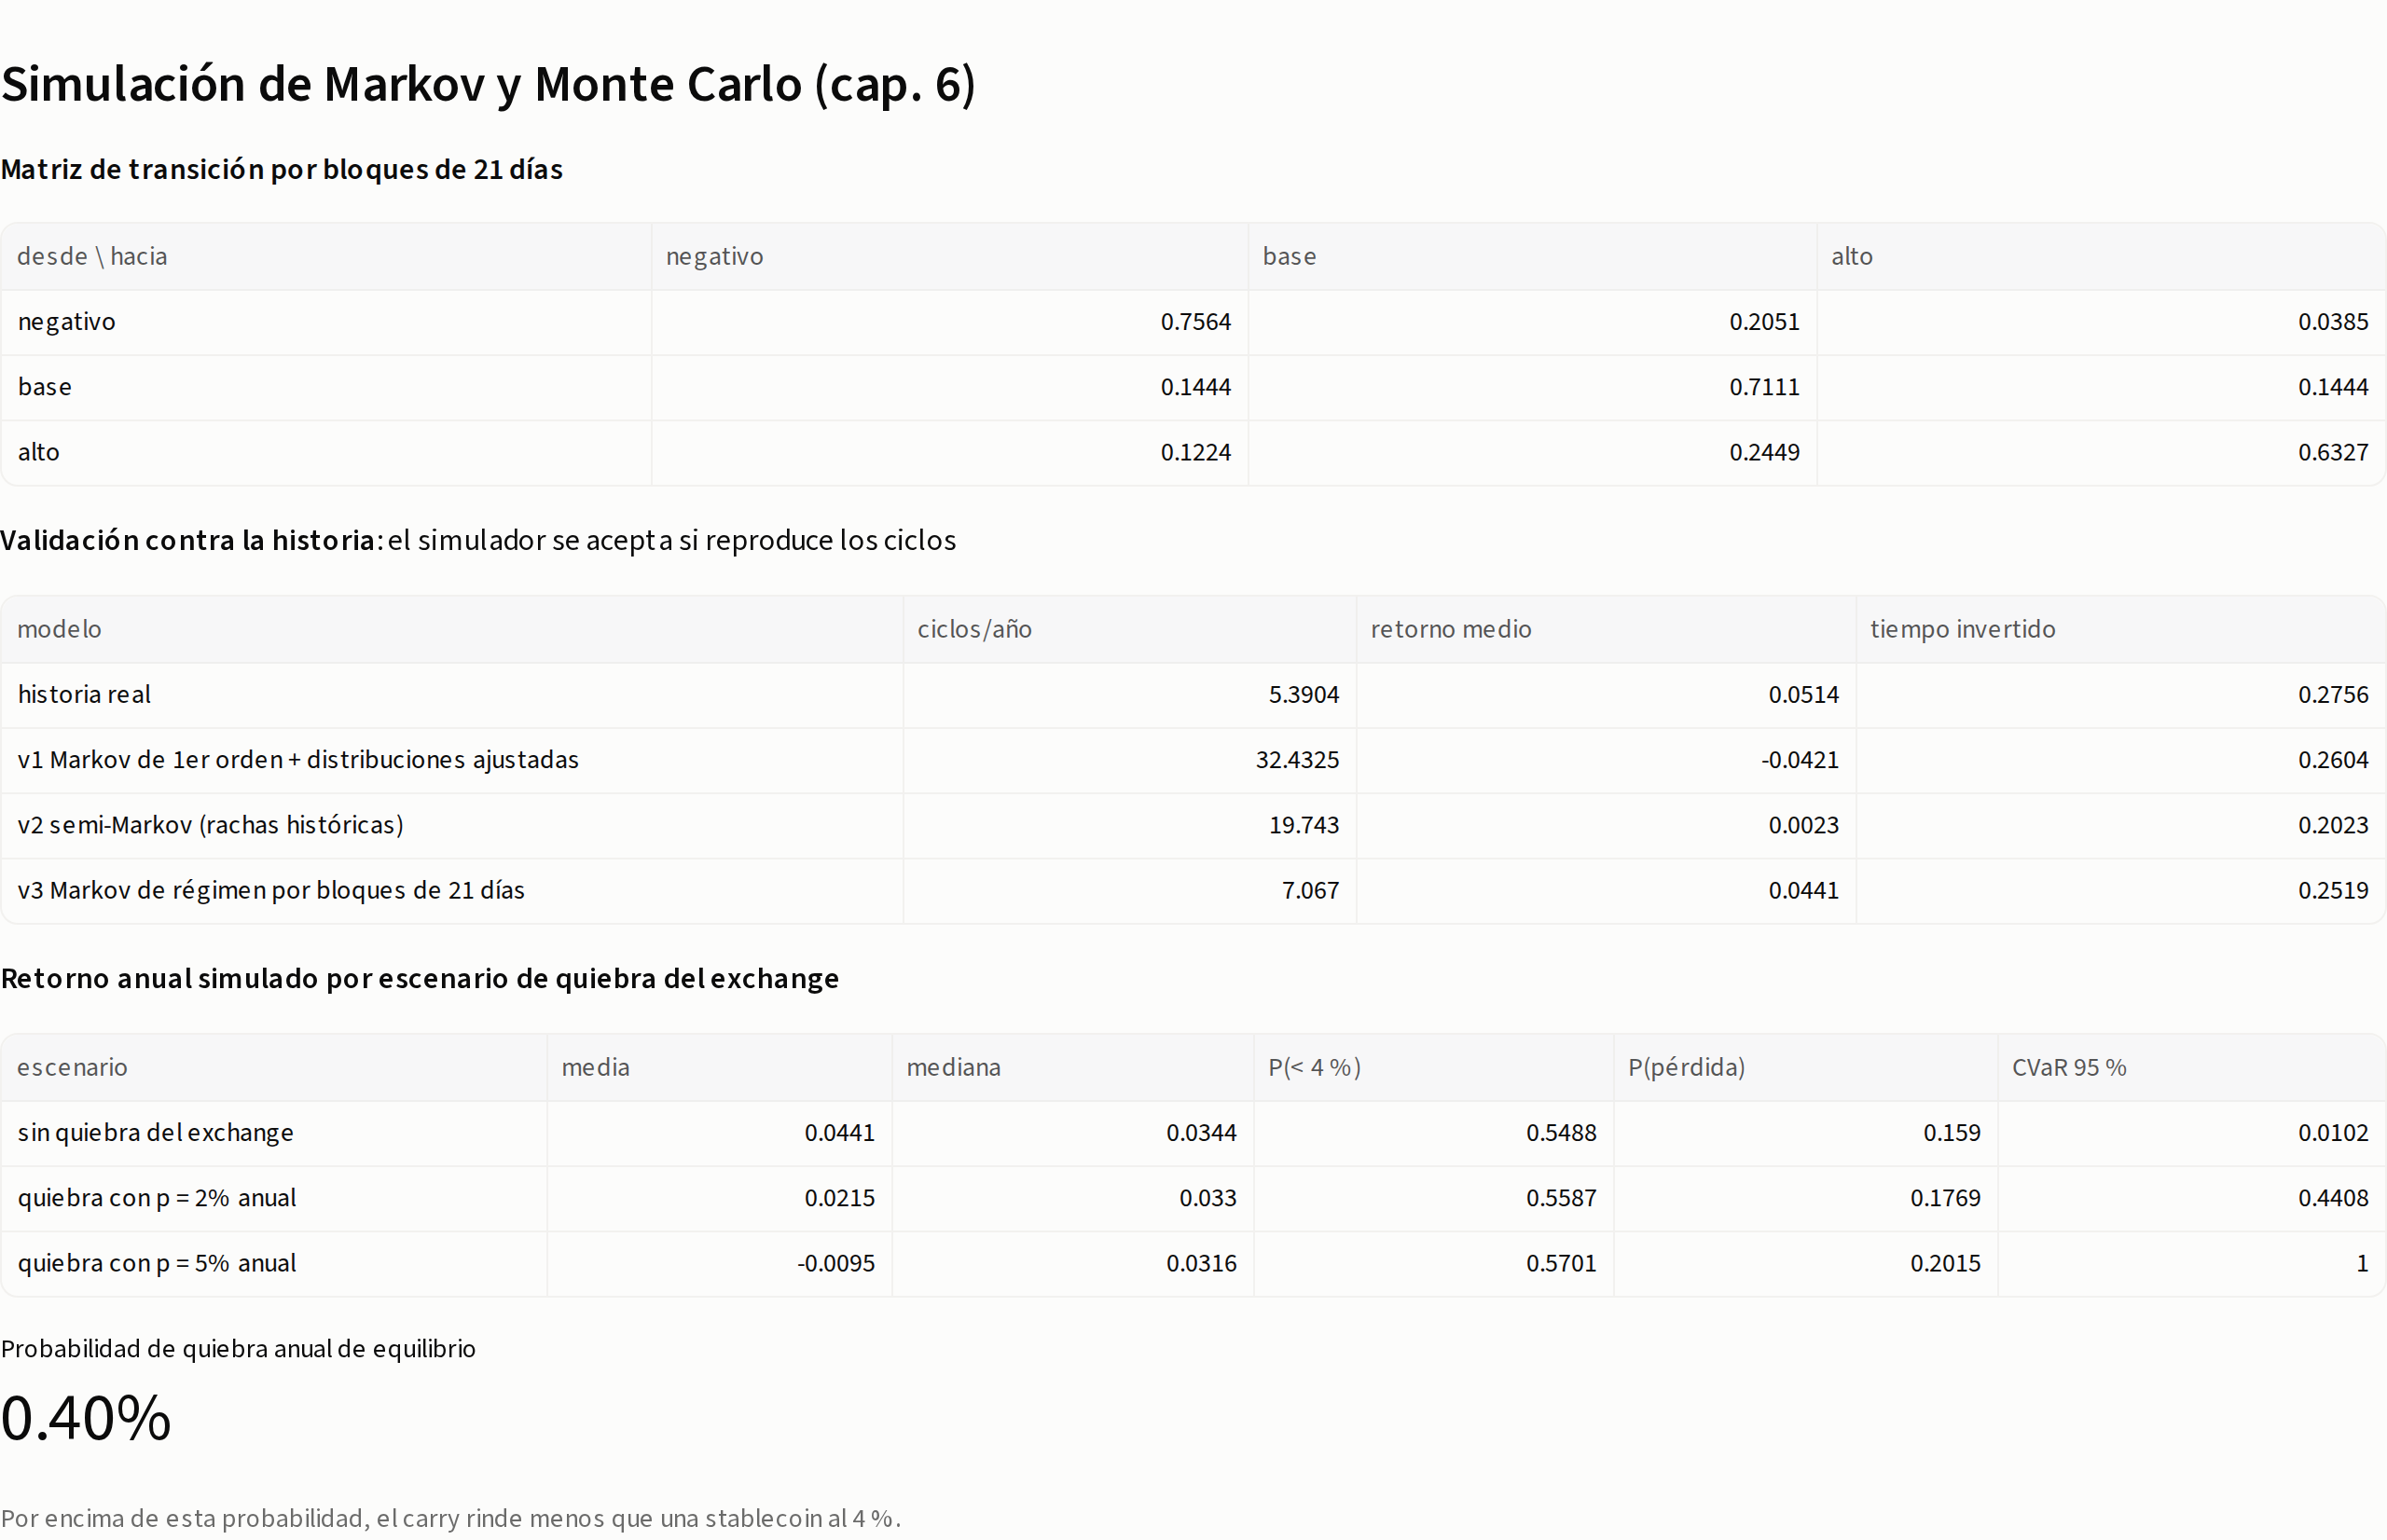 Simulación de Markov y Monte Carlo (cap. 6)
Matriz de transición por bloques de 21 días
desde \ hacia negativo base alto
negativo 0.7564 0.2051 0.0385
base 0.1444 0.7111 0.1444
alto 0.1224 0.2449 0.6327
Validación contra la historia: el simulador se acepta si reproduce los ciclos
modelo ciclos/año retorno medio tiempo invertido
historia real 5.3904 0.0514 0.2756
v1 Markov de 1er orden + distribuciones ajustadas 32.4325 -0.0421 0.2604
v2 semi-Markov (rachas históricas) 19.743 0.0023 0.2023
v3 Markov de régimen por bloques de 21 días 7.067 0.0441 0.2519
Retorno anual simulado por escenario de quiebra del exchange
escenario media mediana P(< 4 %) P(pérdida) CVaR 95 %
sin quiebra del exchange 0.0441 0.0344 0.5488 0.159 0.0102
quiebra con p = 2% anual 0.0215 0.033 0.5587 0.1769 0.4408
quiebra con p = 5% anual -0.0095 0.0316 0.5701 0.2015 1
Probabilidad de quiebra anual de equilibrio
0.40%
Por encima de esta probabilidad, el carry rinde menos que una stablecoin al 4 %.